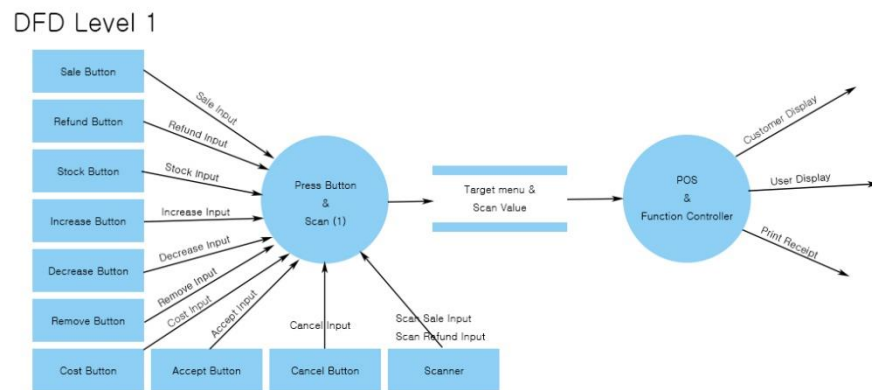 DFD Level 1
Sale Button
Refund Button
Stock Button
Increase Button
Decrease Button
Remove Button
Cost Button
Accept Button
Cancel Button
Scanner
Sale Input
Refund Input
Stock Input
Increase Input
Decrease Input
Remove Input
Cost Input
Accept Input
Cancel Input
Scan Sale Input
Scan Refund Input
Press Button
&
Scan (1)
Target menu &
Scan Value
POS
&
Function Controller
Customer Display
User Display
Print Receipt